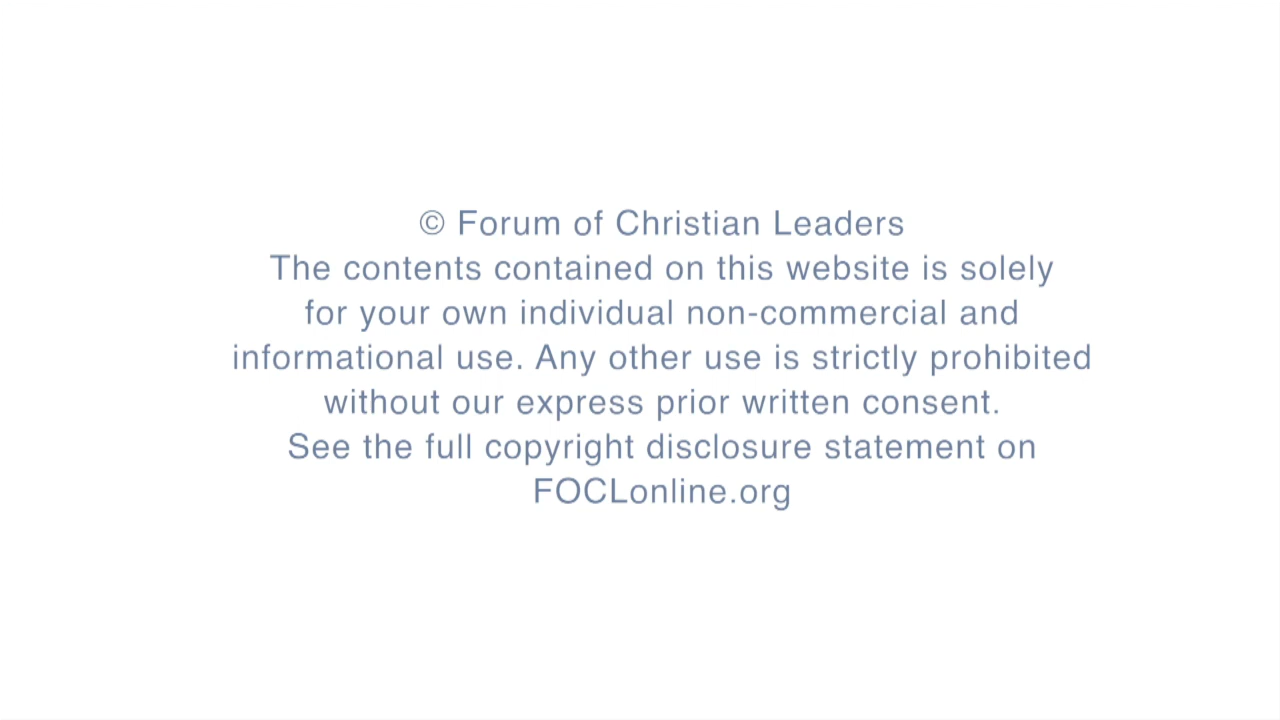 © Forum of Christian Leaders
The contents contained on this website is solely
for your own individual non-commercial and
informational use. Any other use is strictly prohibited
without our express prior written consent.
See the full copyright disclosure statement on
FOCLonline.org